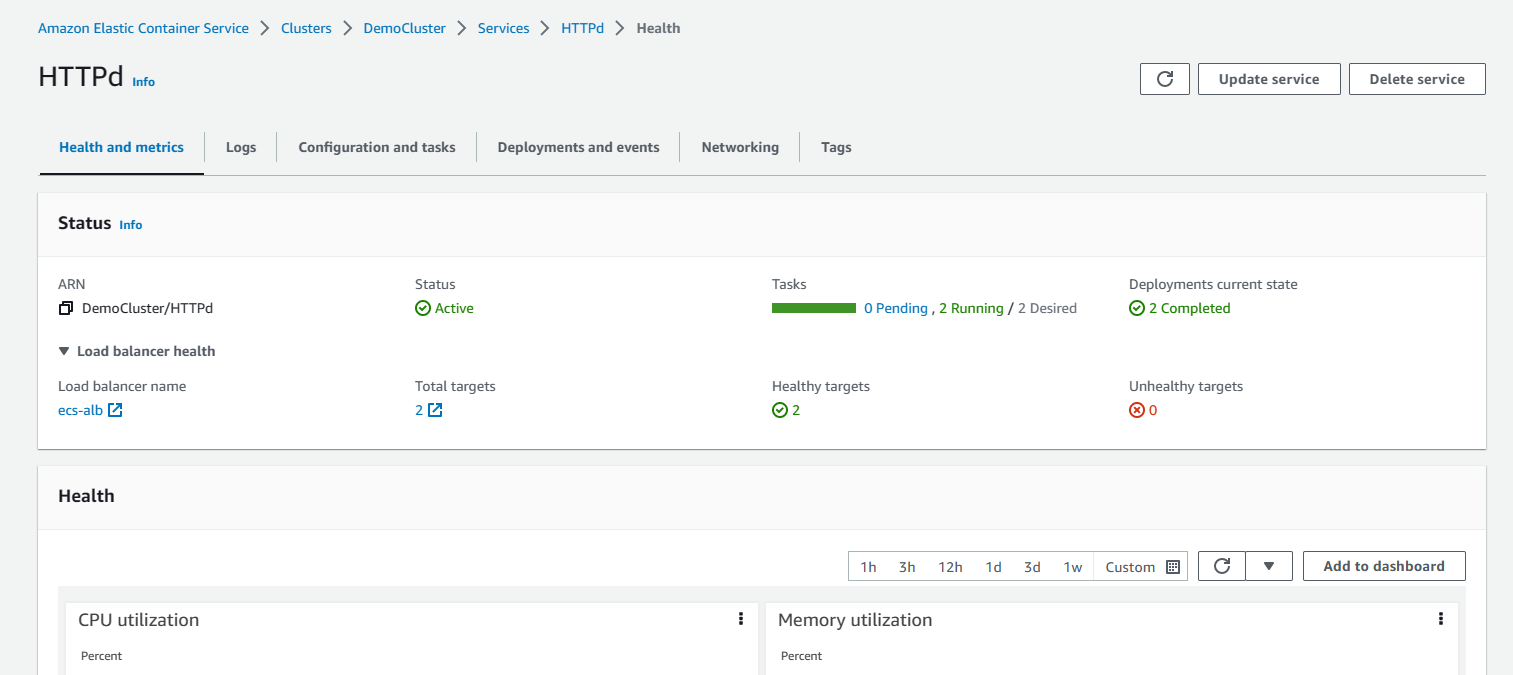 Amazon Elastic Container Service > Clusters > DemoCluster > Services > HTTPd > Health
HTTPd Info
Update service Delete service
Health and metrics Logs Configuration and tasks Deployments and events Networking Tags
Status Info
ARN Status Tasks Deployments current state
DemoCluster/HTTPd Active 0 Pending , 2 Running / 2 Desired 2 Completed
Load balancer health
Load balancer name Total targets Healthy targets Unhealthy targets
ecs-alb 2 2 0
Health
1h 3h 12h 1d 3d 1w Custom Add to dashboard
CPU utilization Memory utilization
Percent Percent